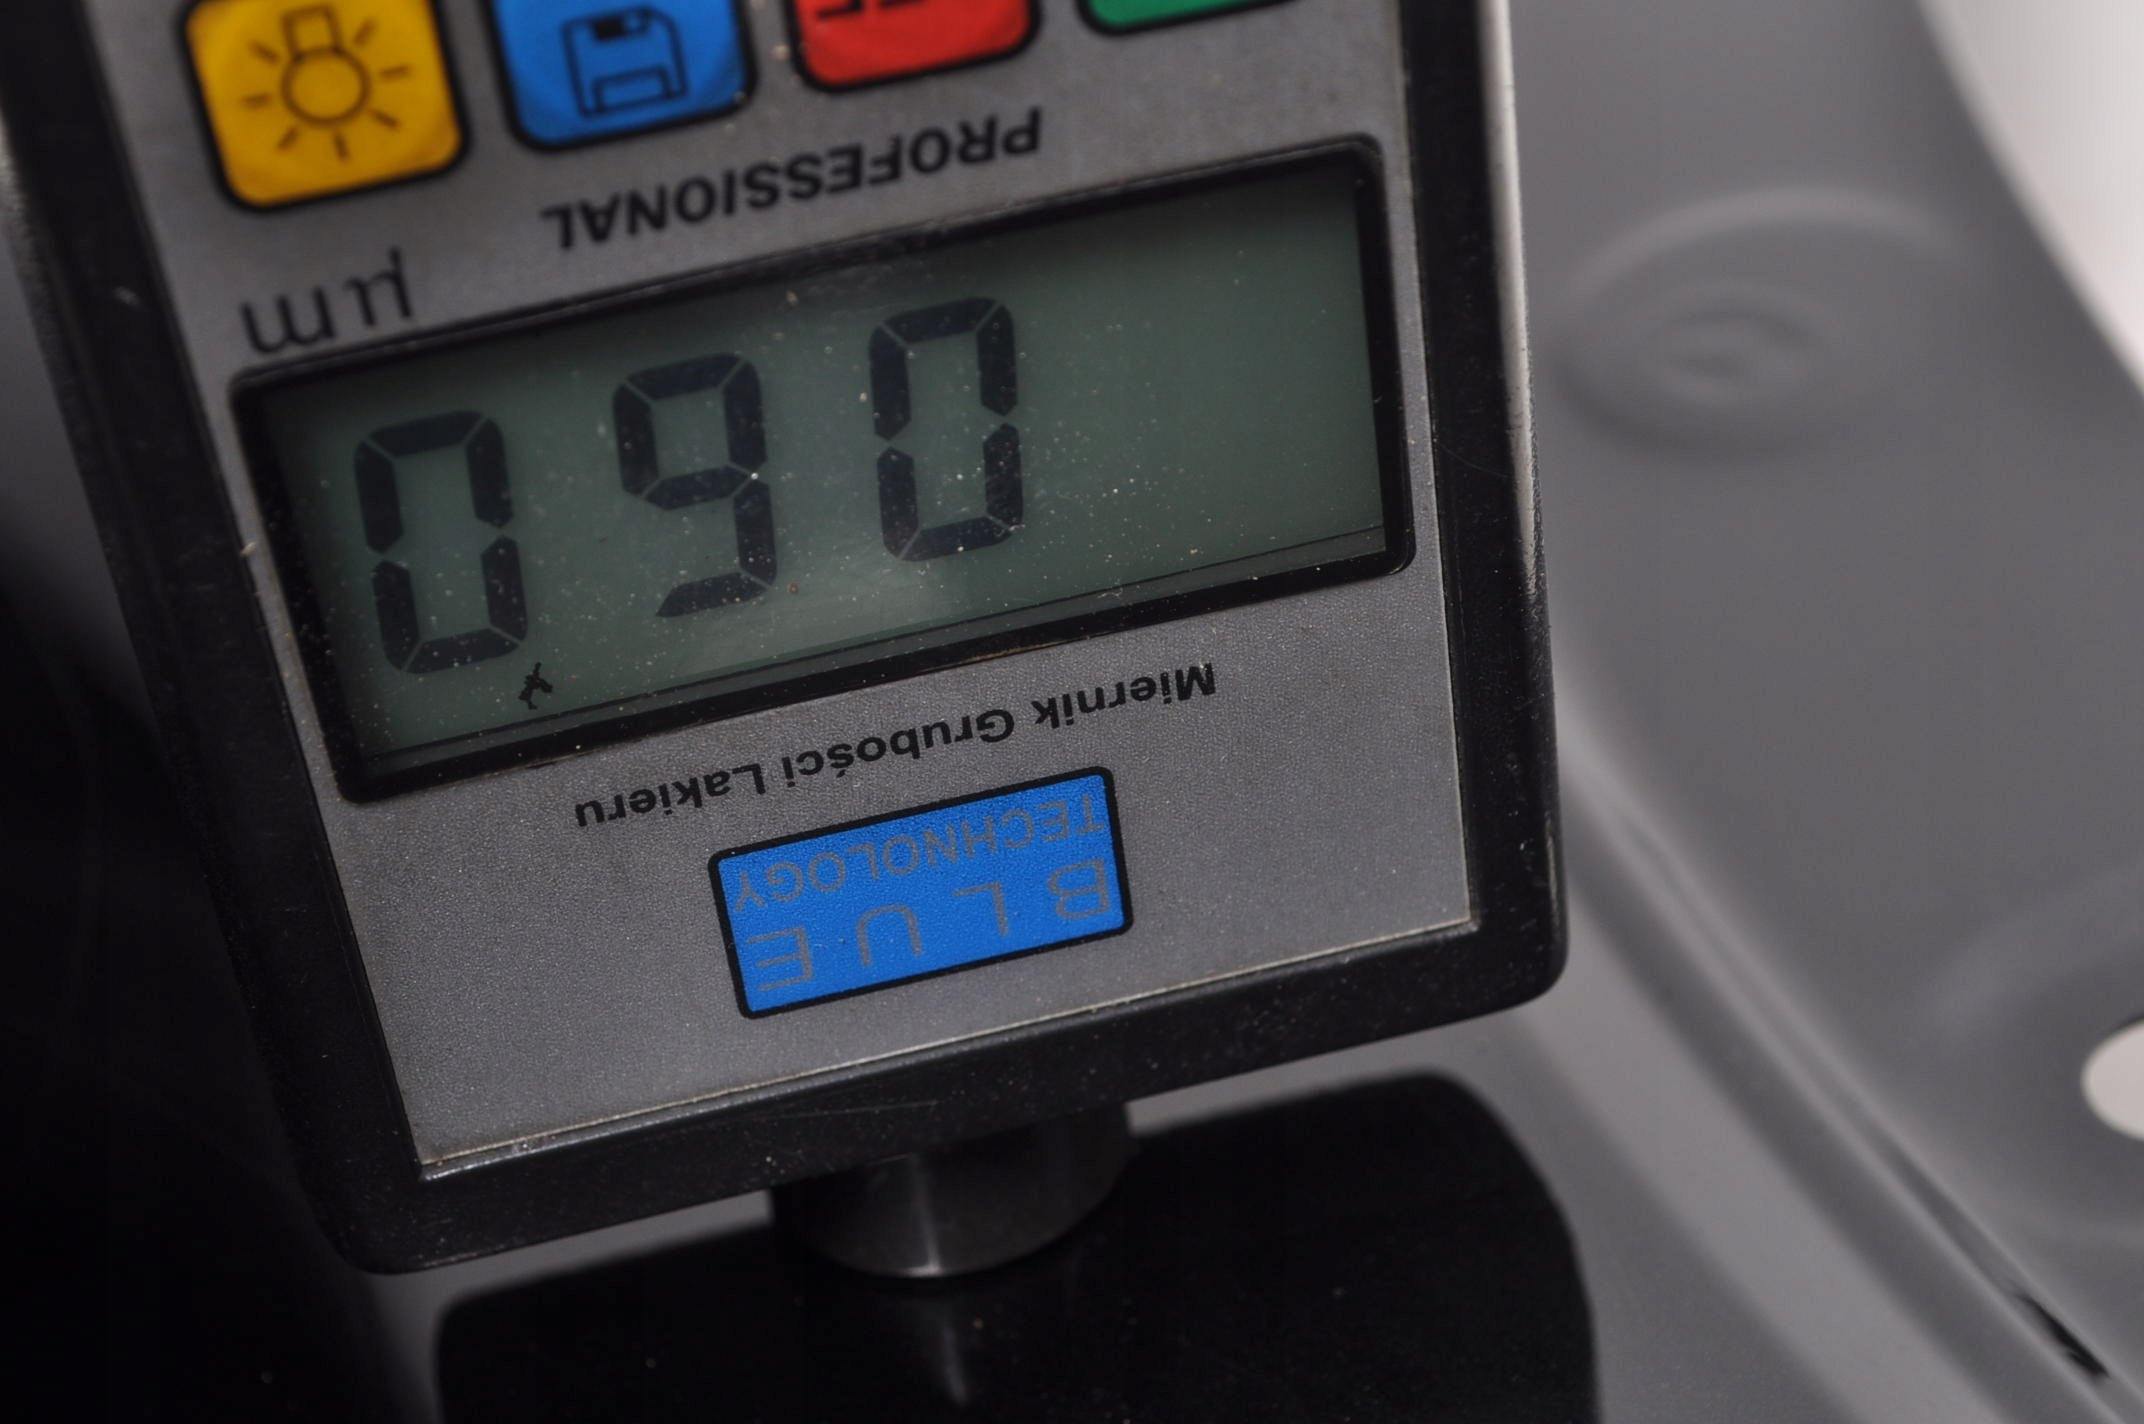 BLUE
TECHNOLOGY
Miernik Grubości Lakieru
060
µm
PROFESSIONAL